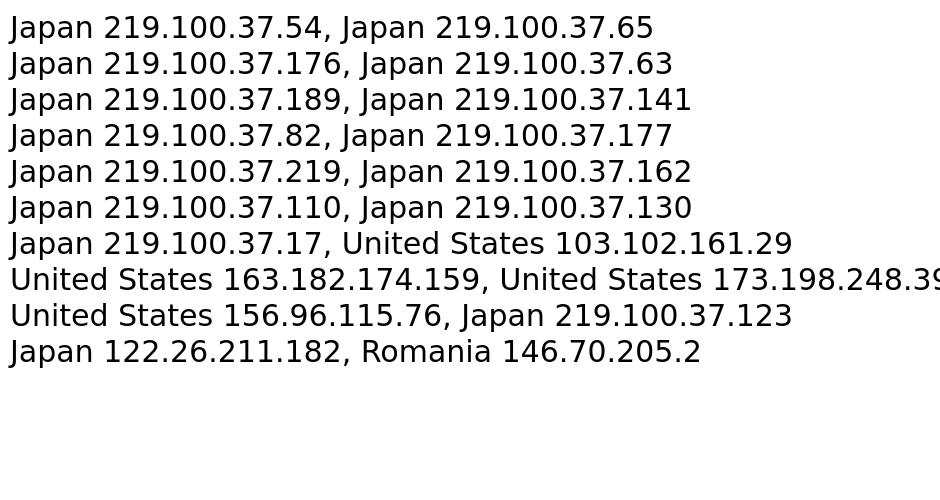 Japan 219.100.37.54, Japan 219.100.37.65
Japan 219.100.37.176, Japan 219.100.37.63
Japan 219.100.37.189, Japan 219.100.37.141
Japan 219.100.37.82, Japan 219.100.37.177
Japan 219.100.37.219, Japan 219.100.37.162
Japan 219.100.37.110, Japan 219.100.37.130
Japan 219.100.37.17, United States 103.102.161.29
United States 163.182.174.159, United States 173.198.248.39
United States 156.96.115.76, Japan 219.100.37.123
Japan 122.26.211.182, Romania 146.70.205.2